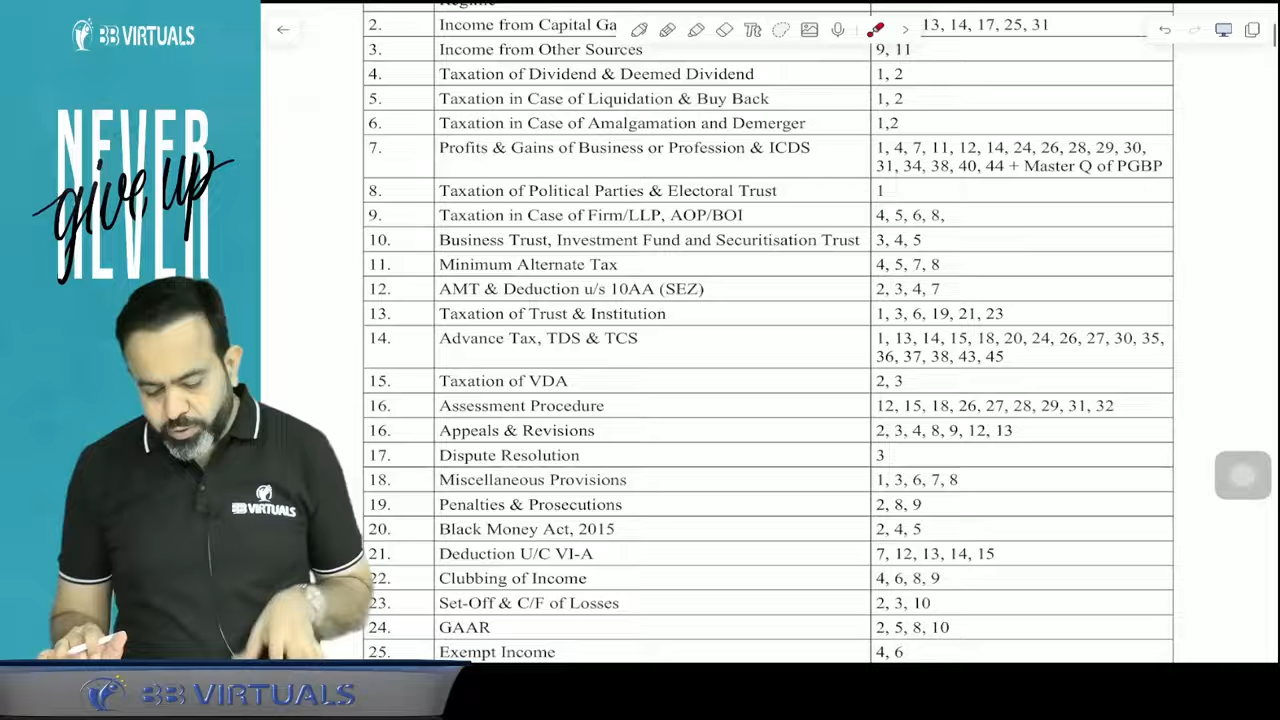 BB VIRTUALS
NEVER
give up
NEVER
BB VIRTUALS
Regime
2. Income from Capital Ga 13, 14, 17, 25, 31
3. Income from Other Sources 9, 11
4. Taxation of Dividend & Deemed Dividend 1, 2
5. Taxation in Case of Liquidation & Buy Back 1, 2
6. Taxation in Case of Amalgamation and Demerger 1,2
7. Profits & Gains of Business or Profession & ICDS 1, 4, 7, 11, 12, 14, 24, 26, 28, 29, 30,
31, 34, 38, 40, 44 + Master Q of PGBP
8. Taxation of Political Parties & Electoral Trust 1
9. Taxation in Case of Firm/LLP, AOP/BOI 4, 5, 6, 8,
10. Business Trust, Investment Fund and Securitisation Trust 3, 4, 5
11. Minimum Alternate Tax 4, 5, 7, 8
12. AMT & Deduction u/s 10AA (SEZ) 2, 3, 4, 7
13. Taxation of Trust & Institution 1, 3, 6, 19, 21, 23
14. Advance Tax, TDS & TCS 1, 13, 14, 15, 18, 20, 24, 26, 27, 30, 35,
36, 37, 38, 43, 45
15. Taxation of VDA 2, 3
16. Assessment Procedure 12, 15, 18, 26, 27, 28, 29, 31, 32
16. Appeals & Revisions 2, 3, 4, 8, 9, 12, 13
17. Dispute Resolution 3
18. Miscellaneous Provisions 1, 3, 6, 7, 8
19. Penalties & Prosecutions 2, 8, 9
20. Black Money Act, 2015 2, 4, 5
21. Deduction U/C VI-A 7, 12, 13, 14, 15
22. Clubbing of Income 4, 6, 8, 9
23. Set-Off & C/F of Losses 2, 3, 10
24. GAAR 2, 5, 8, 10
25. Exempt Income 4, 6
BB VIRTUALS